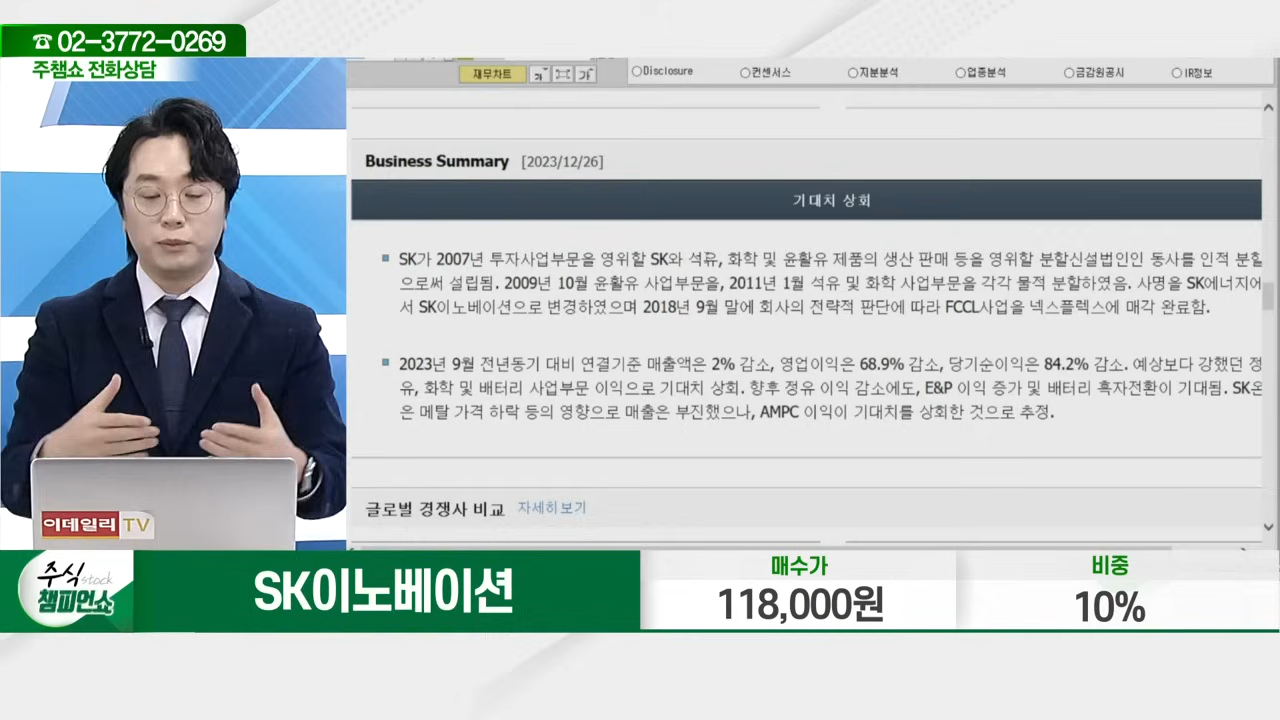 ☎ 02-3772-0269
주챔쇼 전화상담
재무차트
Disclosure
컨센서스
지분분석
업종분석
금감원공시
IR정보
Business Summary [2023/12/26]
기대치 상회
SK가 2007년 투자사업부문을 영위할 SK와 석유, 화학 및 윤활유 제품의 생산 판매 등을 영위할 분할신설법인인 동사를 인적 분할
으로써 설립됨. 2009년 10월 윤활유 사업부문을, 2011년 1월 석유 및 화학 사업부문을 각각 물적 분할하였음. 사명을 SK에너지에
서 SK이노베이션으로 변경하였으며 2018년 9월 말에 회사의 전략적 판단에 따라 FCCL사업을 넥스플렉스에 매각 완료함.
2023년 9월 전년동기 대비 연결기준 매출액은 2% 감소, 영업이익은 68.9% 감소, 당기순이익은 84.2% 감소. 예상보다 강했던 정
유, 화학 및 배터리 사업부문 이익으로 기대치 상회. 향후 정유 이익 감소에도, E&P 이익 증가 및 배터리 흑자전환이 기대됨. SK온
은 메탈 가격 하락 등의 영향으로 매출은 부진했으나, AMPC 이익이 기대치를 상회한 것으로 추정.
글로벌 경쟁사 비교 자세히보기
이데일리 TV
주식 stock
챔피언쇼
SK이노베이션
매수가
118,000원
비중
10%